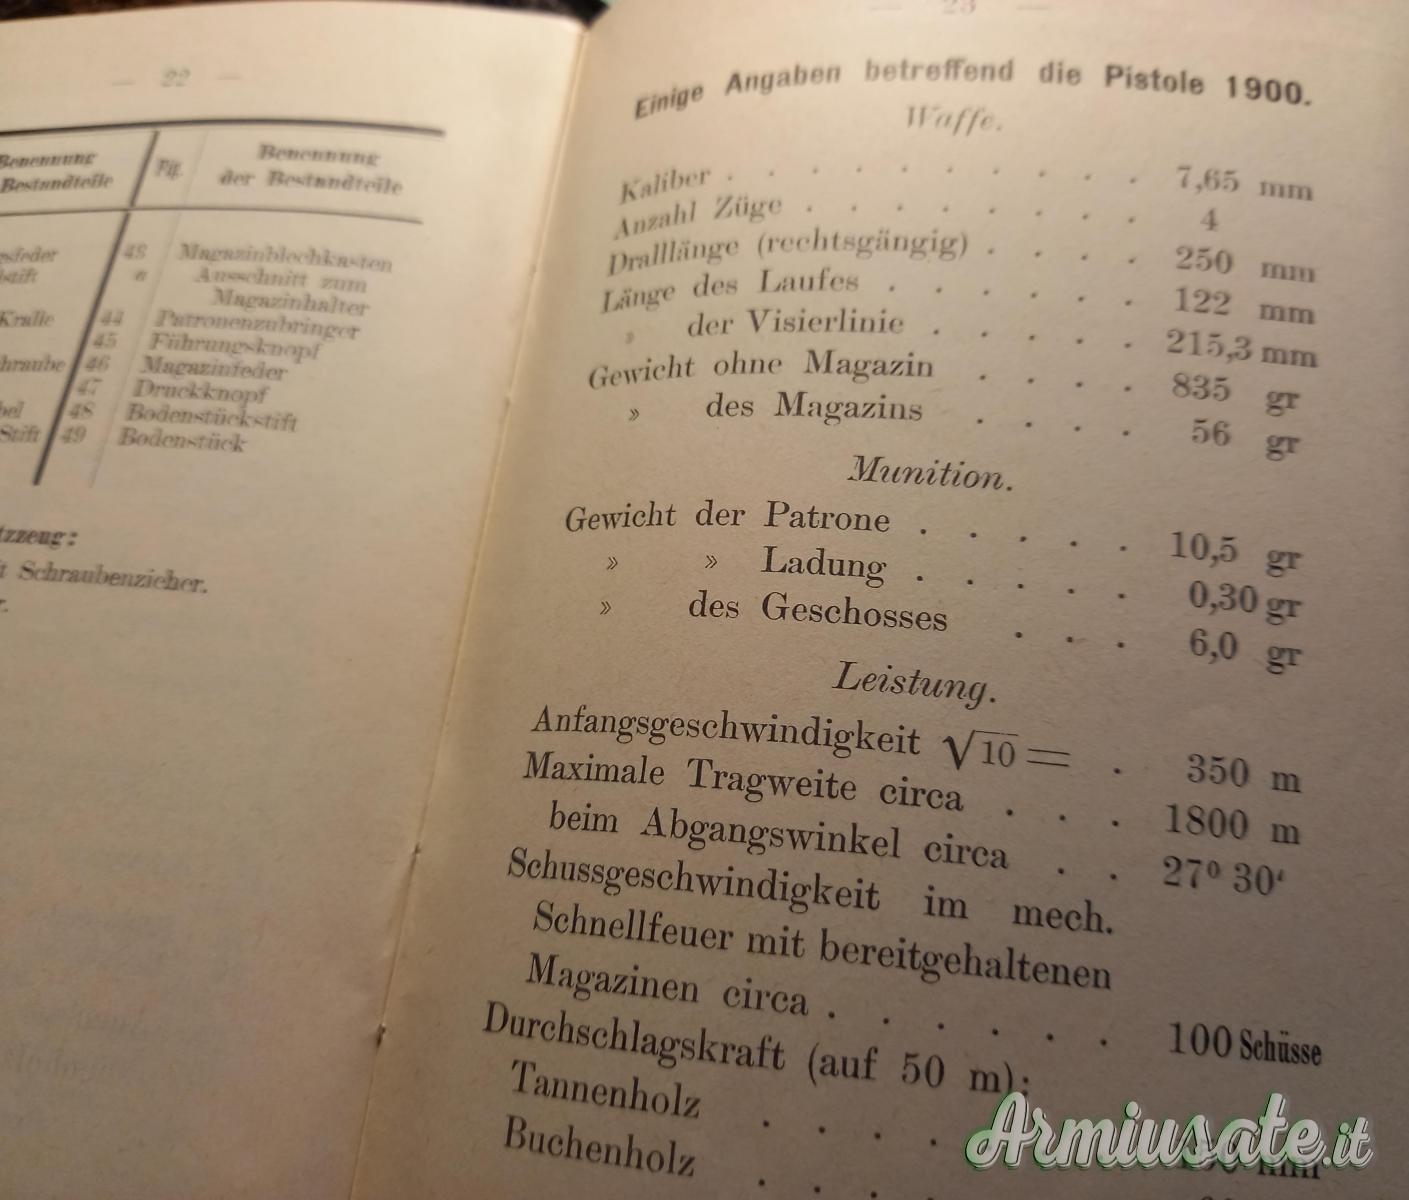 — 22 —
Benennung Fig. Benennung
Bestandteile der Bestandteile
43 Magazinblechkasten
a Ausschnitt zum
Magazinhalter
Kralle 44 Patronenzubringer
45 Führungsknopf
46 Magazinfeder
47 Druckknopf
48 Bodenstückstift
Stift 49 Bodenstück
Schraubenzieher.
— 23 —
Einige Angaben betreffend die Pistole 1900.
Waffe.
Kaliber . . . . . . . . . 7,65 mm
Anzahl Züge . . . . . . . . 4
Dralllänge (rechtsgängig) . . . . 250 mm
Länge des Laufes . . . . . . 122 mm
» der Visierlinie . . . . . 215,3 mm
Gewicht ohne Magazin . . . . 835 gr
» des Magazins . . . . 56 gr
Munition.
Gewicht der Patrone . . . . . 10,5 gr
» » Ladung . . . . . 0,30 gr
» des Geschosses . . . 6,0 gr
Leistung.
Anfangsgeschwindigkeit √10 = . 350 m
Maximale Tragweite circa . . . 1800 m
beim Abgangswinkel circa . . 27° 30‘
Schussgeschwindigkeit im mech.
Schnellfeuer mit bereitgehaltenen
Magazinen circa . . . . . . 100 Schüsse
Durchschlagskraft (auf 50 m):
Tannenholz . . . .
Buchenholz . . . .
Armiusate.it